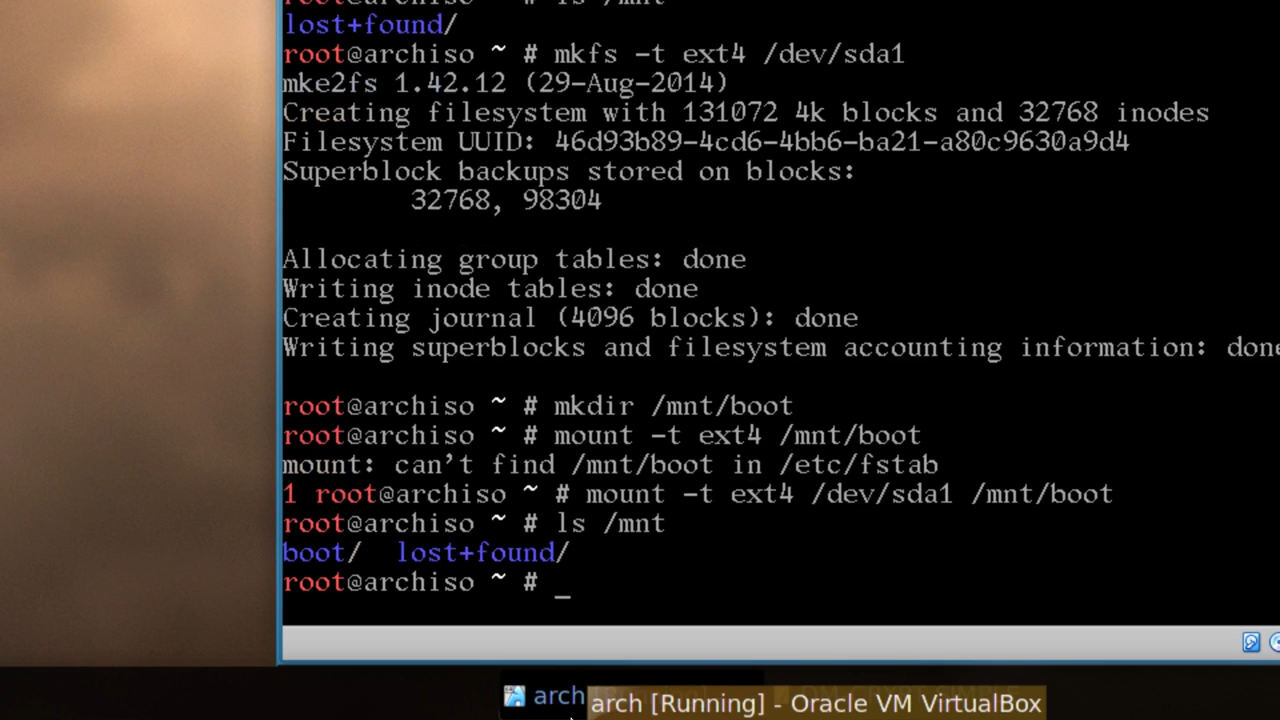 root@archiso ~ # ls /mnt
lost+found/
root@archiso ~ # mkfs -t ext4 /dev/sda1
mke2fs 1.42.12 (29-Aug-2014)
Creating filesystem with 131072 4k blocks and 32768 inodes
Filesystem UUID: 46d93b89-4cd6-4bb6-ba21-a80c9630a9d4
Superblock backups stored on blocks:
32768, 98304
Allocating group tables: done
Writing inode tables: done
Creating journal (4096 blocks): done
Writing superblocks and filesystem accounting information: done
root@archiso ~ # mkdir /mnt/boot
root@archiso ~ # mount -t ext4 /mnt/boot
mount: can't find /mnt/boot in /etc/fstab
1 root@archiso ~ # mount -t ext4 /dev/sda1 /mnt/boot
root@archiso ~ # ls /mnt
boot/ lost+found/
root@archiso ~ # _
arch
arch [Running] - Oracle VM VirtualBox